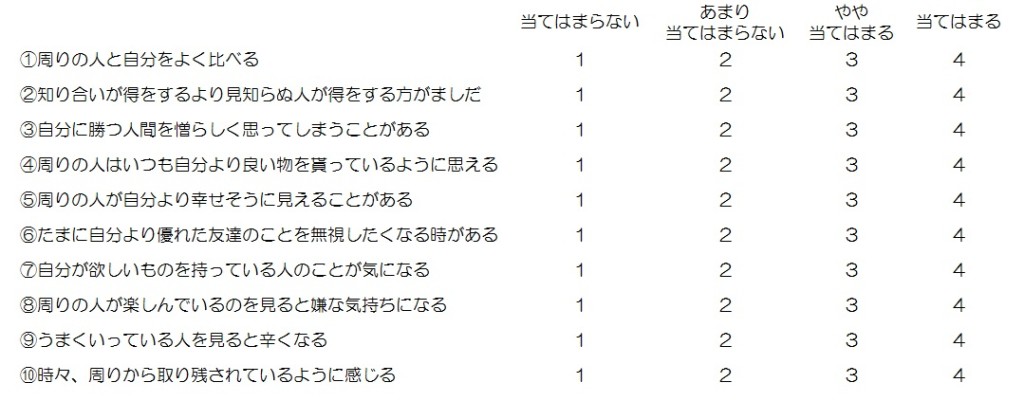 当てはまらない あまり当てはまらない やや当てはまる 当てはまる
①周りの人と自分をよく比べる 1 2 3 4
②知り合いが得をするより見知らぬ人が得をする方がましだ 1 2 3 4
③自分に勝つ人間を憎らしく思ってしまうことがある 1 2 3 4
④周りの人はいつも自分より良い物を貰っているように思える 1 2 3 4
⑤周りの人が自分より幸せそうに見えることがある 1 2 3 4
⑥たまに自分より優れた友達のことを無視したくなる時がある 1 2 3 4
⑦自分が欲しいものを持っている人のことが気になる 1 2 3 4
⑧周りの人が楽しんでいるのを見ると嫌な気持ちになる 1 2 3 4
⑨うまくいっている人を見ると辛くなる 1 2 3 4
⑩時々、周りから取り残されているように感じる 1 2 3 4